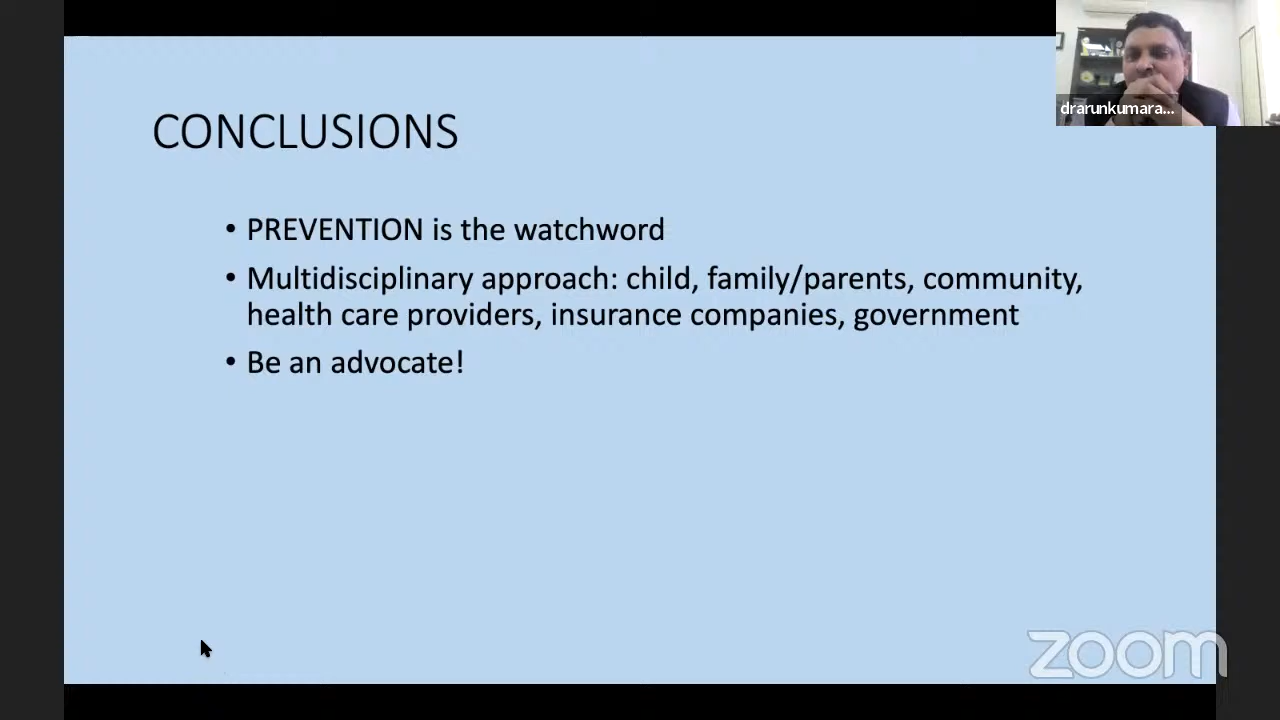 drarunkumara...
CONCLUSIONS
• PREVENTION is the watchword
• Multidisciplinary approach: child, family/parents, community,
health care providers, insurance companies, government
• Be an advocate!
zoom